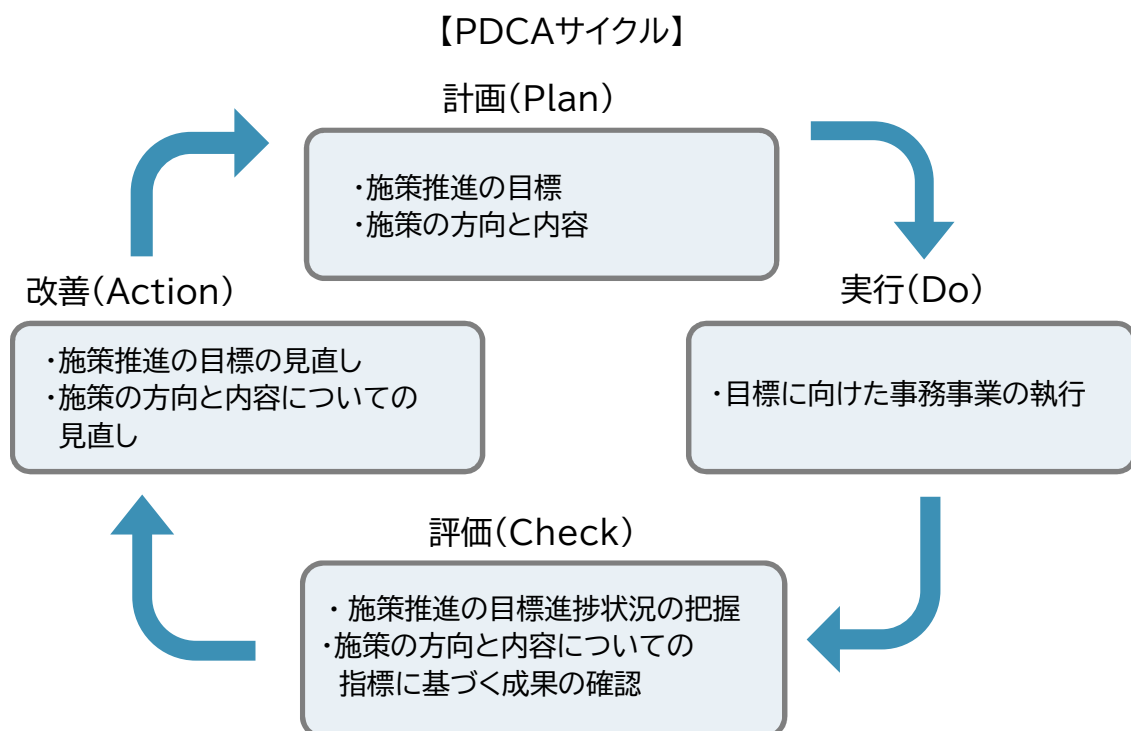 【PDCAサイクル】
計画(Plan)
・施策推進の目標
・施策の方向と内容
改善(Action)
・施策推進の目標の見直し
・施策の方向と内容についての
見直し
実行(Do)
・目標に向けた事務事業の執行
評価(Check)
・ 施策推進の目標進捗状況の把握
・施策の方向と内容についての
指標に基づく成果の確認